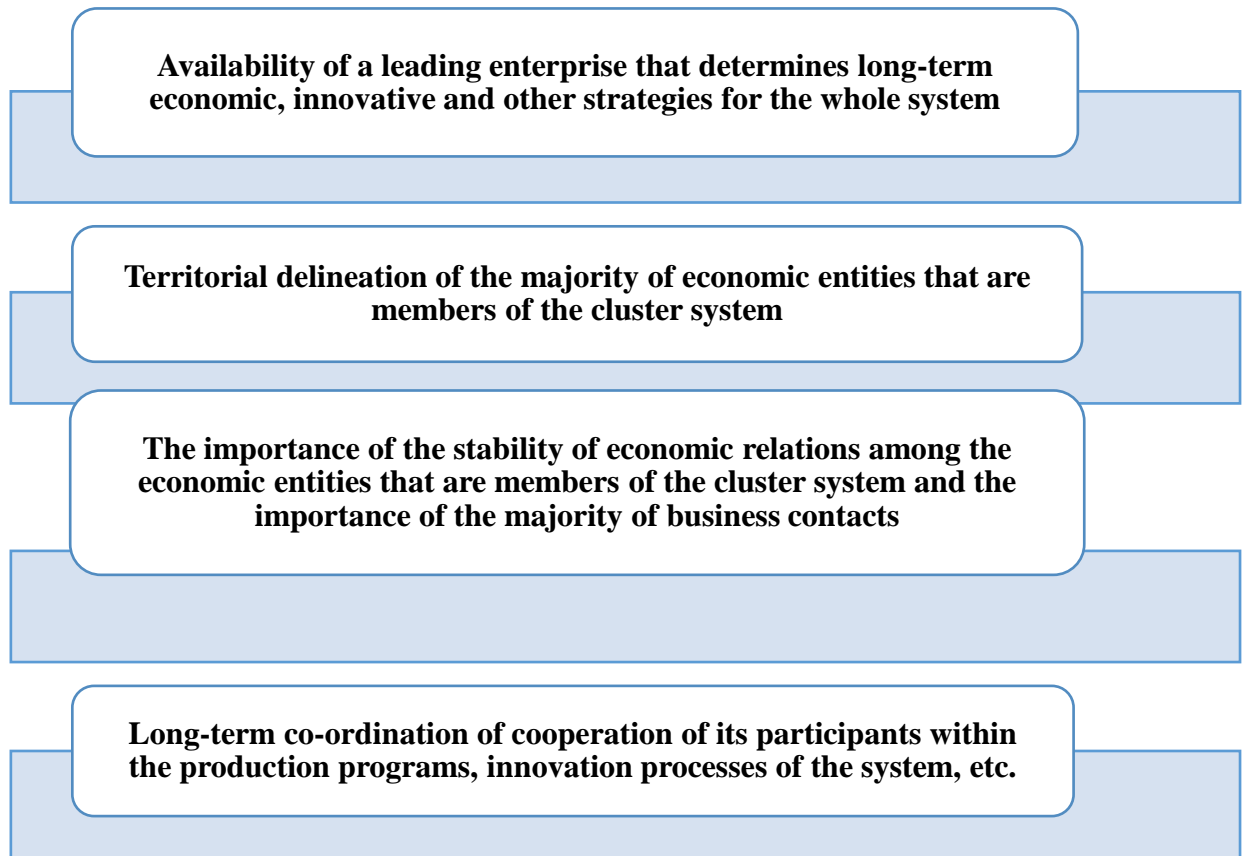 Availability of a leading enterprise that determines long-term
economic, innovative and other strategies for the whole system
Territorial delineation of the majority of economic entities that are
members of the cluster system
The importance of the stability of economic relations among the
economic entities that are members of the cluster system and the
importance of the majority of business contacts
Long-term co-ordination of cooperation of its participants within
the production programs, innovation processes of the system, etc.